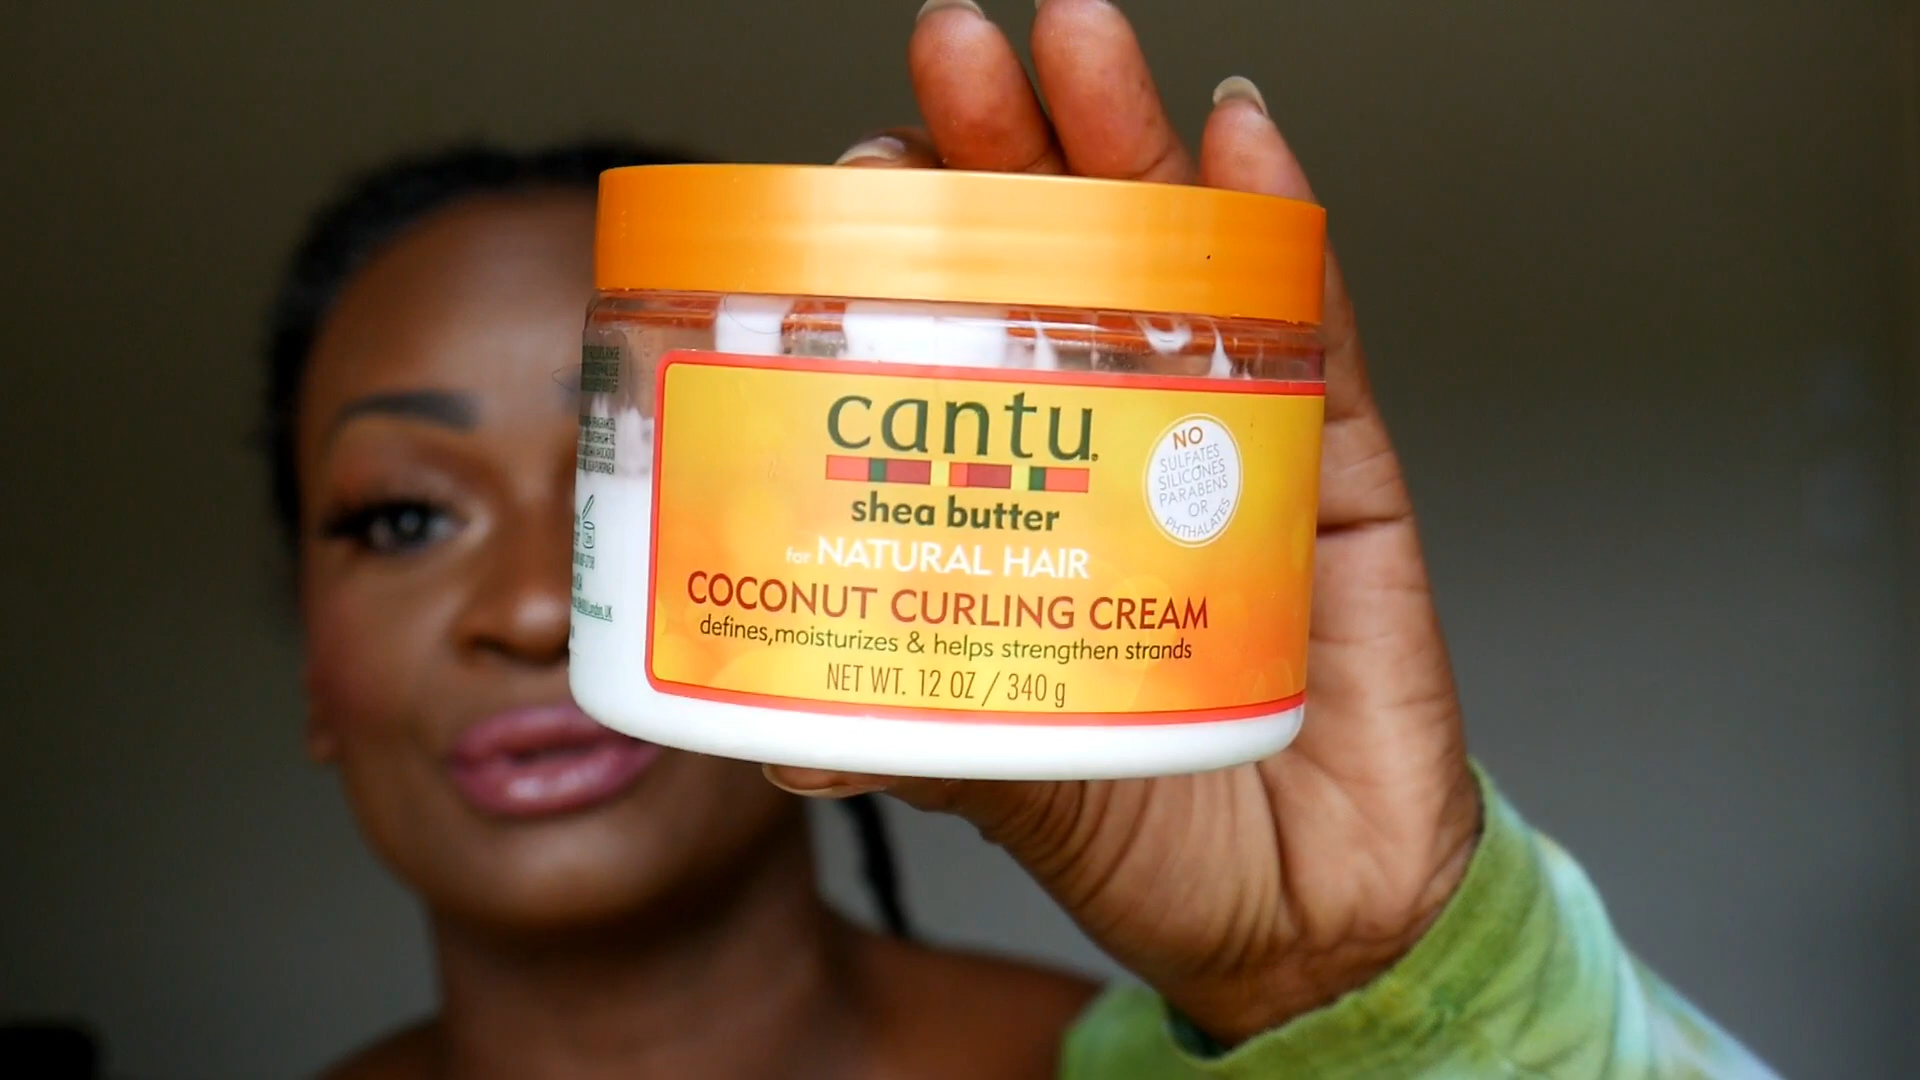 cantu
shea butter
for NATURAL HAIR
COCONUT CURLING CREAM
defines, moisturizes & helps strengthen strands
NET WT. 12 OZ / 340 g
NO
SULFATES
SILICONES
PARABENS
OR
PHTHALATES